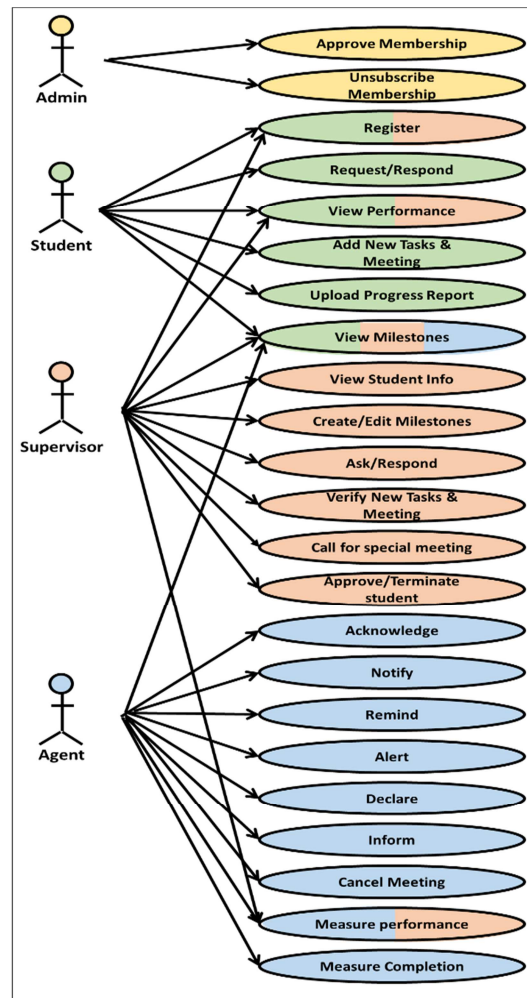 Admin
Approve Membership
Unsubscribe
Membership
Register
Request/Respond
Student
View Performance
Add New Tasks &
Meeting
Upload Progress Report
View Milestones
Supervisor
View Student Info
Create/Edit Milestones
Ask/Respond
Verify New Tasks &
Meeting
Call for special meeting
Approve/Terminate
student
Agent
Acknowledge
Notify
Remind
Alert
Declare
Inform
Cancel Meeting
Measure performance
Measure Completion